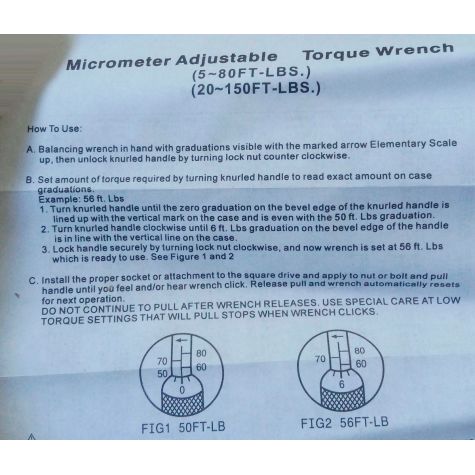 Micrometer Adjustable Torque Wrench
(5~80FT-LBS.)
(20~150FT-LBS.)
How To Use:
A. Balancing wrench in hand with graduations visible with the marked arrow Elementary Scale
up, then unlock knurled handle by turning lock nut counter clockwise.
B. Set amount of torque required by turning knurled handle to read exact amount on case
graduations.
Example: 56 ft. Lbs
1. Turn knurled handle until the zero graduation on the bevel edge of the knurled handle is
lined up with the vertical mark on the case and is even with the 50 ft. Lbs graduation.
2. Turn knurled handle clockwise until 6 ft. Lbs graduation on the bevel edge of the handle
is in line with the vertical line on the case.
3. Lock handle securely by turning lock nut clockwise, and now wrench is set at 56 ft. Lbs
which is ready to use. See Figure 1 and 2
C. Install the proper socket or attachment to the square drive and apply to nut or bolt and pull
handle until you feel and/or hear wrench click. Release pull and wrench automatically resets
for next operation.
DO NOT CONTINUE TO PULL AFTER WRENCH RELEASES. USE SPECIAL CARE AT LOW
TORQUE SETTINGS THAT WILL PULL STOPS WHEN WRENCH CLICKS.
80
70
60
50
0
80
70
60
6
FIG1 50FT-LB
FIG2 56FT-LB